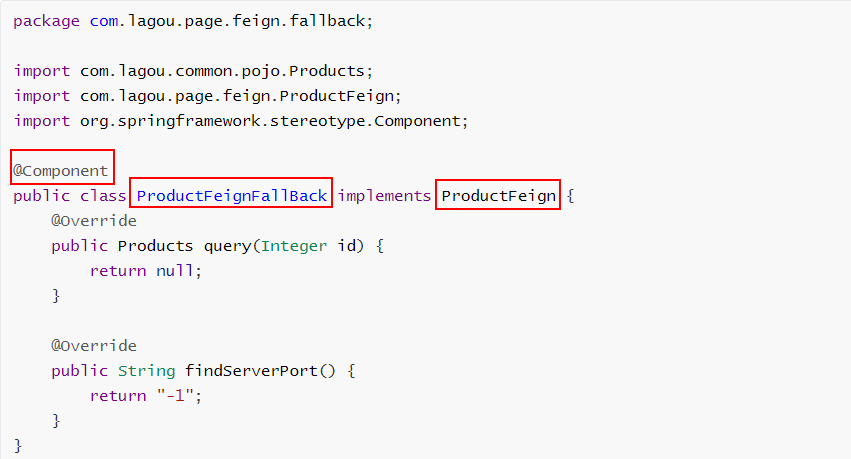 package com.lagou.page.feign.fallback;
import com.lagou.common.pojo.Products;
import com.lagou.page.feign.ProductFeign;
import org.springframework.stereotype.Component;
@Component
public class ProductFeignFallBack implements ProductFeign {
    @Override
    public Products query(Integer id) {
        return null;
    }
    @Override
    public String findServerPort() {
        return "-1";
    }
}